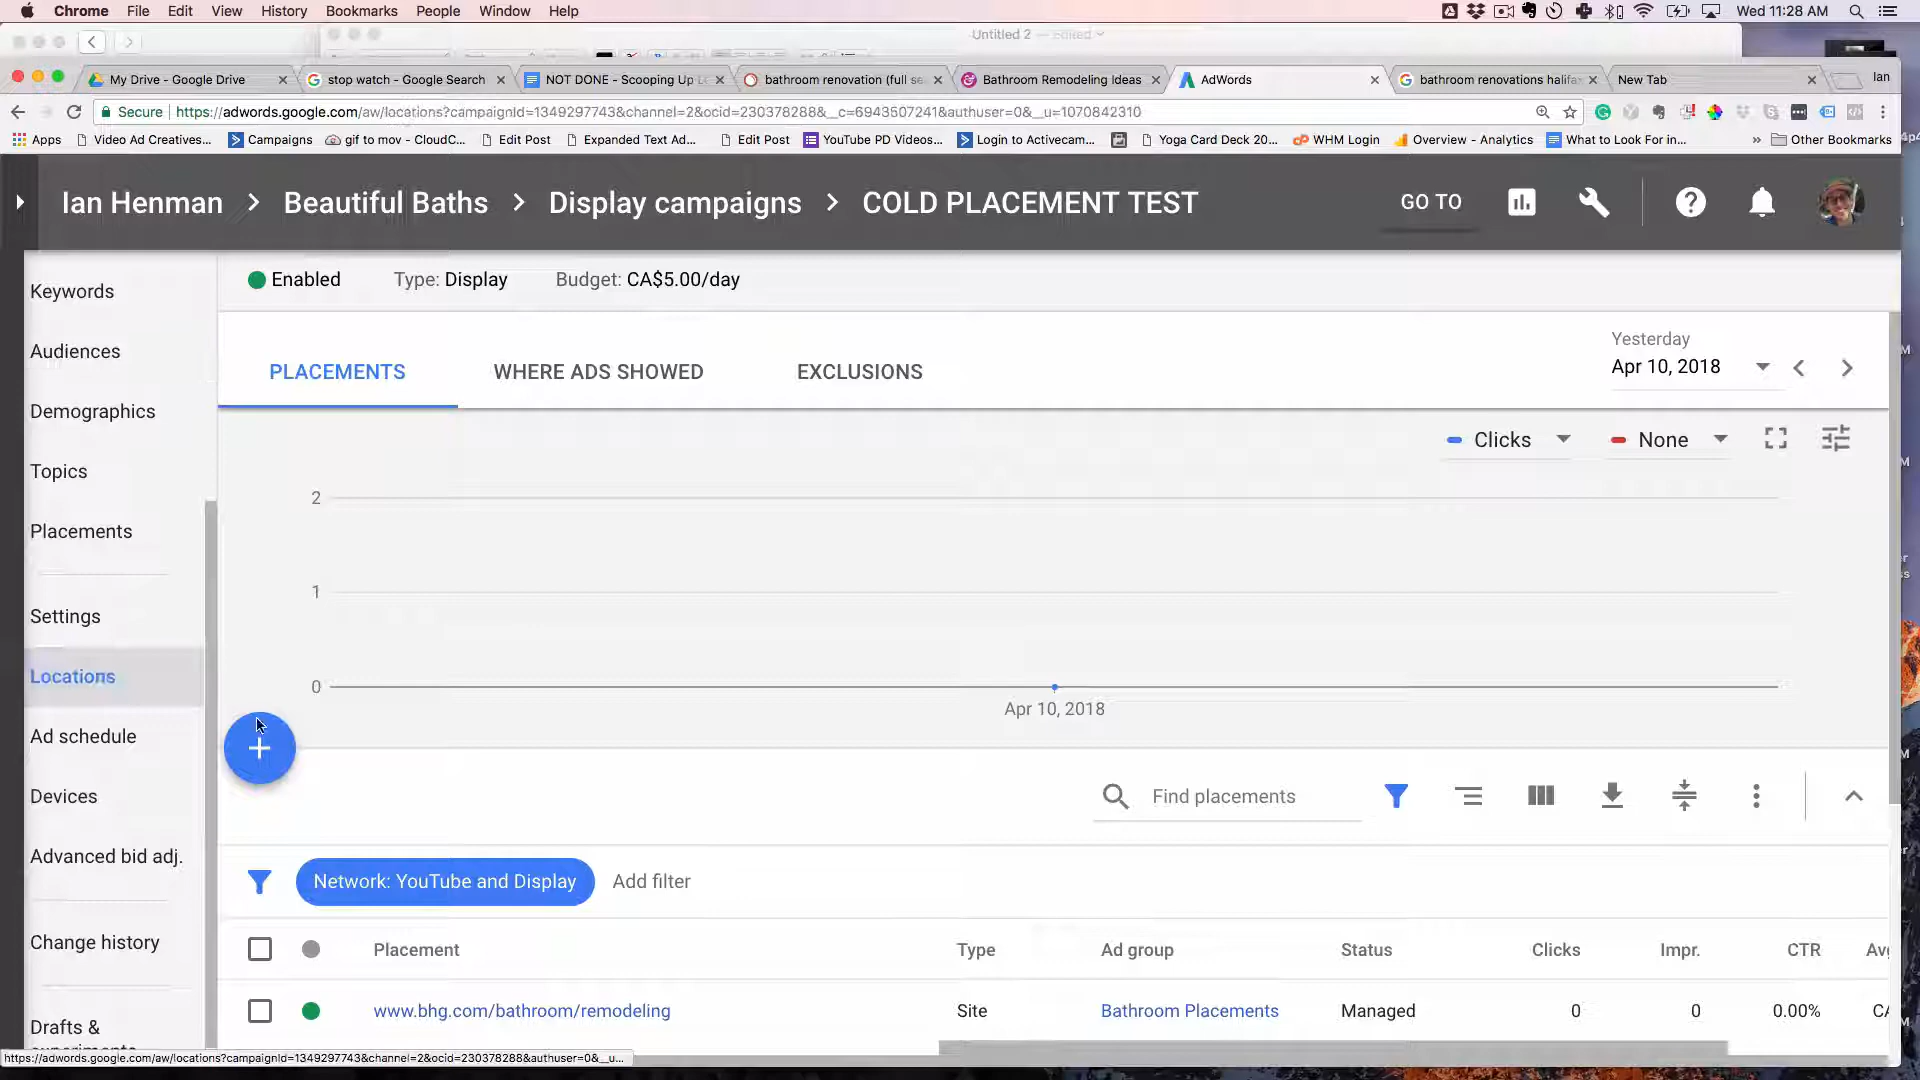 Chrome File Edit View History Bookmarks People Window Help Wed 11:28 AM
Untitled 2 — Edited
My Drive - Google Drive
stop watch - Google Search
NOT DONE - Scooping Up L
bathroom renovation (full se
Bathroom Remodeling Ideas
AdWords
bathroom renovations halifa
New Tab
Ian
Secure https://adwords.google.com/aw/locations?campaignId=1349297743&channel=2&ocid=230378288&__c=6943507241&authuser=0&__u=1070842310
Apps Video Ad Creatives... Campaigns gif to mov - CloudC... Edit Post Expanded Text Ad... Edit Post YouTube PD Videos... Login to Activecam... Yoga Card Deck 20... WHM Login Overview - Analytics What to Look For in... » Other Bookmarks
Ian Henman > Beautiful Baths > Display campaigns > COLD PLACEMENT TEST GO TO
Enabled Type: Display Budget: CA$5.00/day
Keywords
Audiences
Demographics
Topics
Placements
Settings
Locations
Ad schedule
Devices
Advanced bid adj.
Change history
Drafts &
experiments
PLACEMENTS WHERE ADS SHOWED EXCLUSIONS
Yesterday
Apr 10, 2018
Clicks None
2
1
0
Apr 10, 2018
Find placements
Network: YouTube and Display Add filter
Placement Type Ad group Status Clicks Impr. CTR Avg
www.bhg.com/bathroom/remodeling Site Bathroom Placements Managed 0 0 0.00% CA
https://adwords.google.com/aw/locations?campaignId=1349297743&channel=2&ocid=230378288&authuser=0&__u...